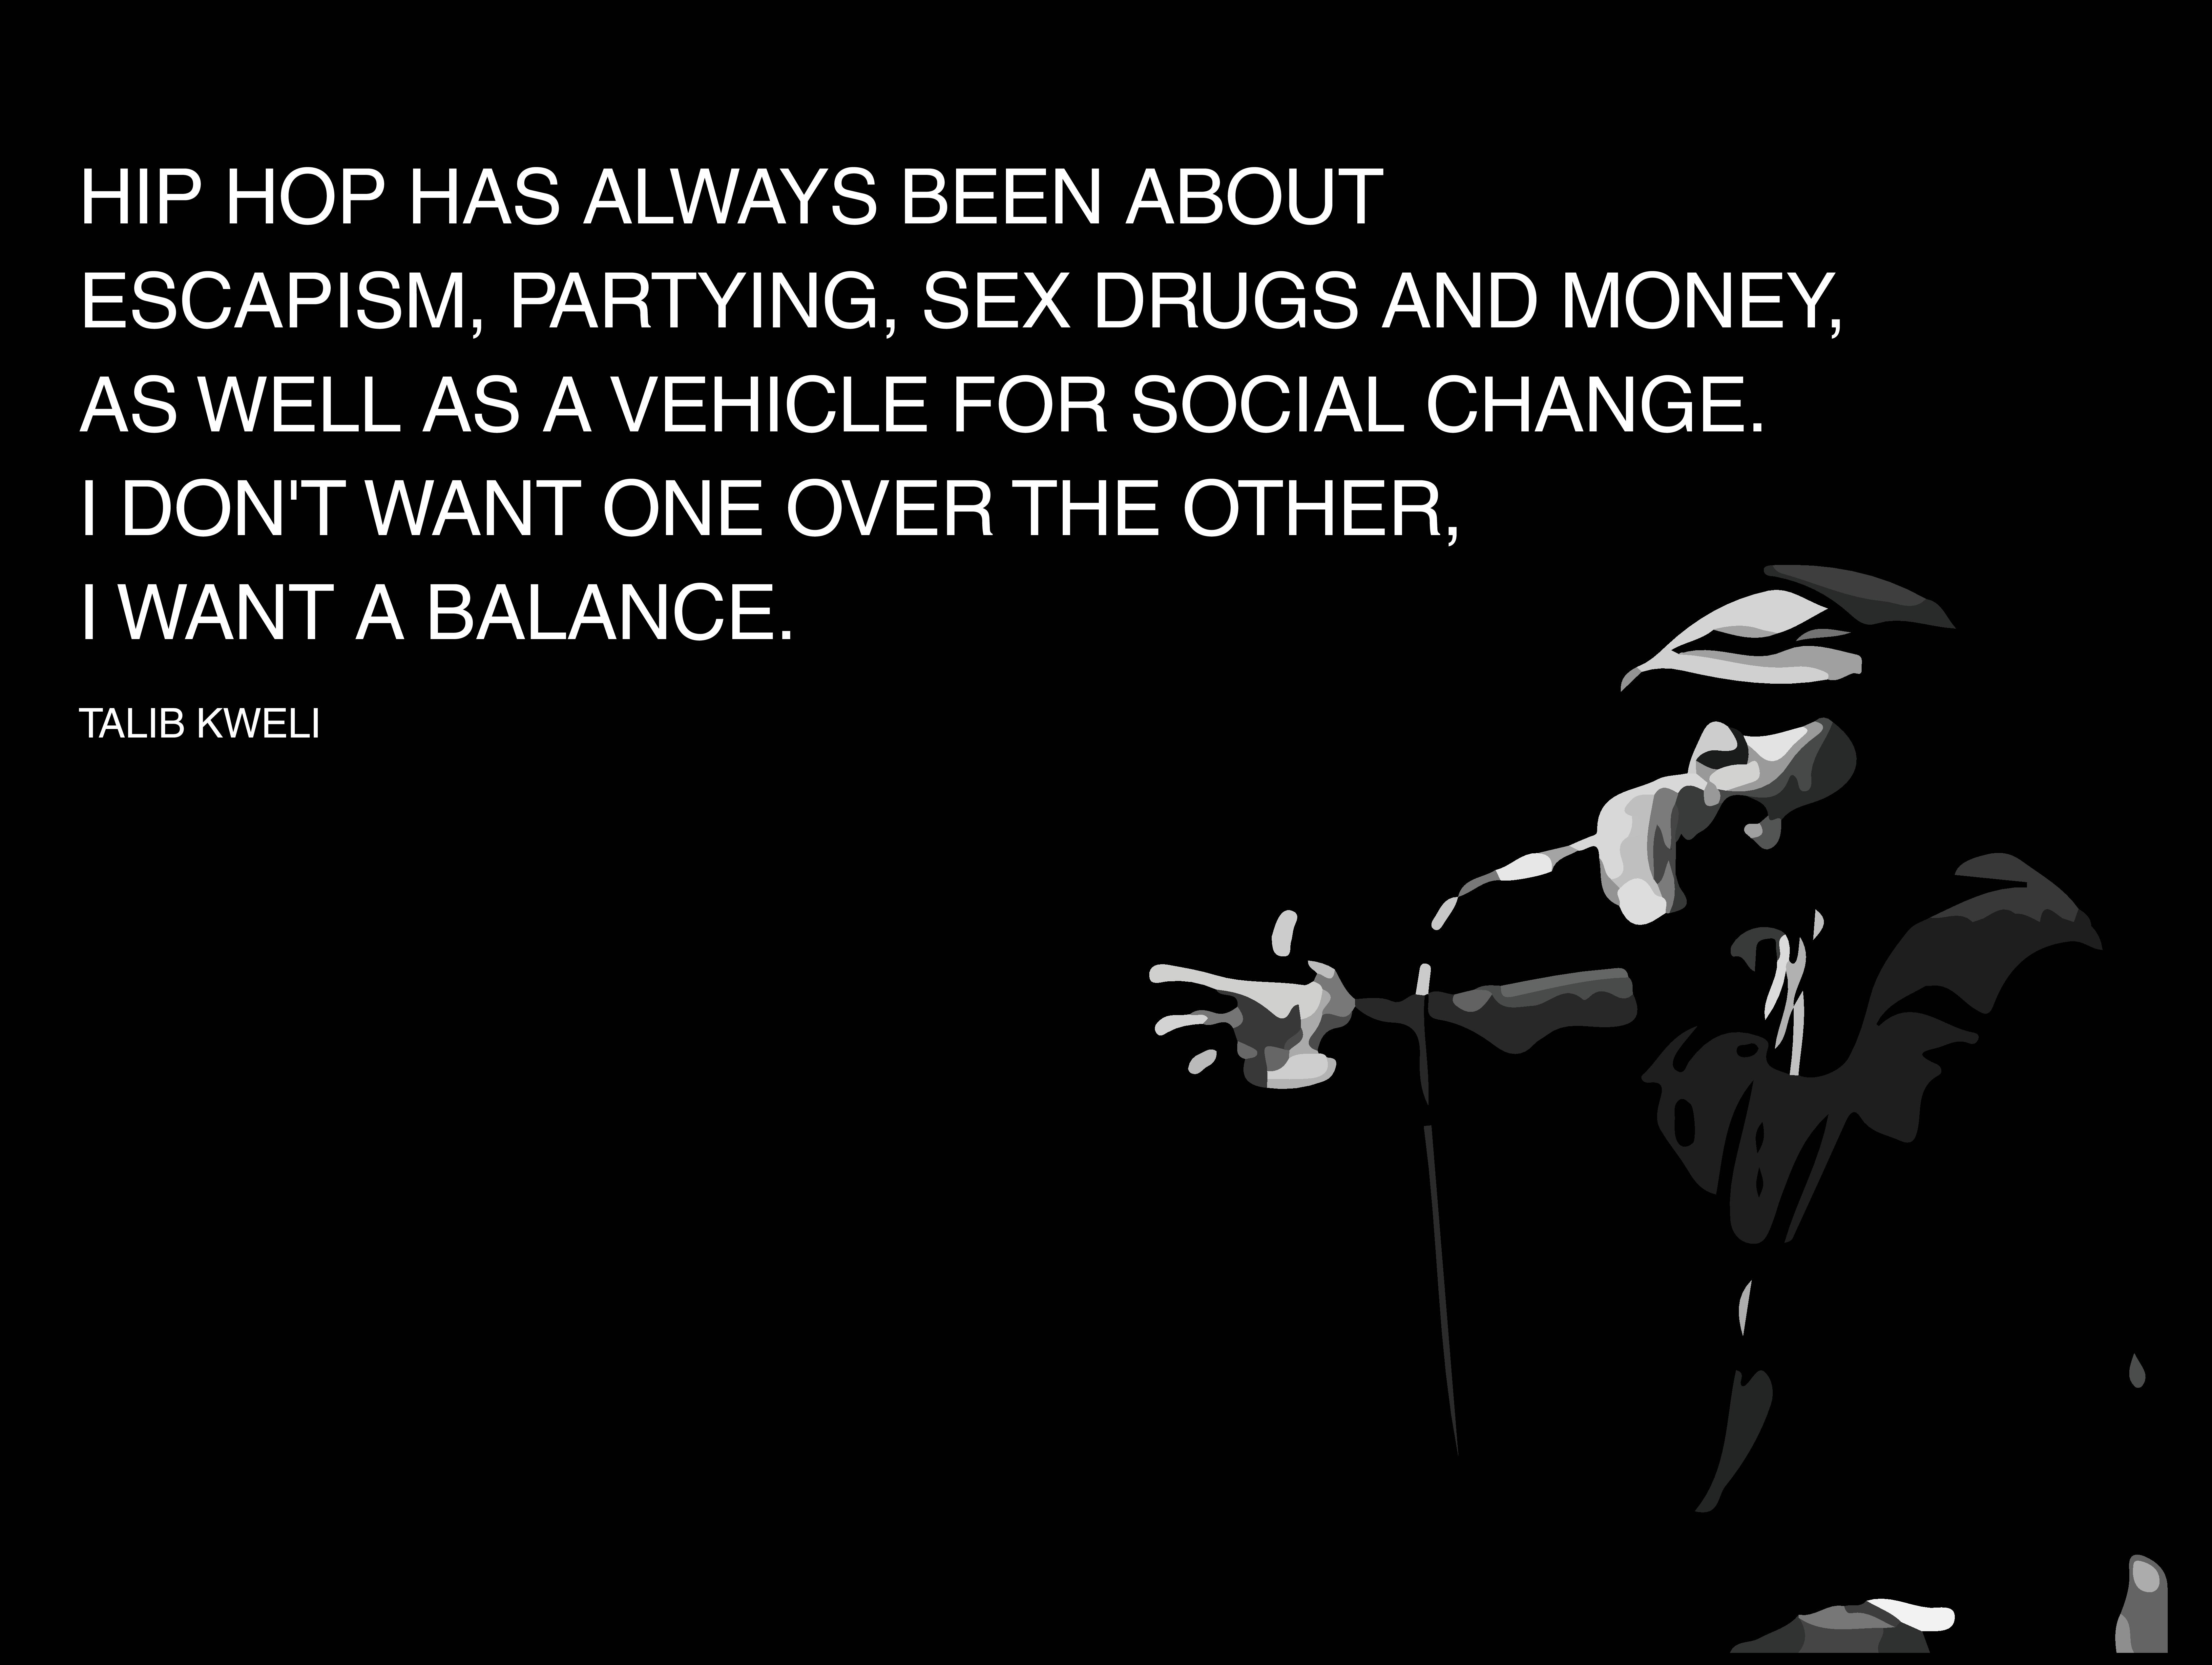 HIP HOP HAS ALWAYS BEEN ABOUT
ESCAPISM, PARTYING, SEX DRUGS AND MONEY,
AS WELL AS A VEHICLE FOR SOCIAL CHANGE.
I DON'T WANT ONE OVER THE OTHER,
I WANT A BALANCE.
TALIB KWELI